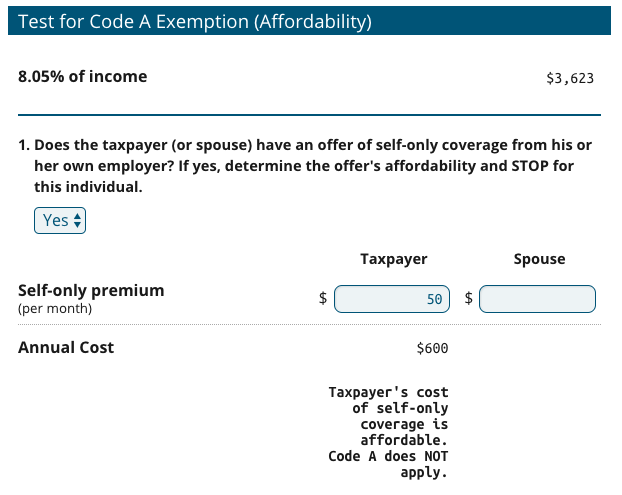 Test for Code A Exemption (Affordability)
8.05% of income $3,623
1. Does the taxpayer (or spouse) have an offer of self-only coverage from his or
her own employer? If yes, determine the offer's affordability and STOP for
this individual.
Yes
Taxpayer Spouse
Self-only premium $ 50 $
(per month)
Annual Cost $600
Taxpayer's cost
of self-only
coverage is
affordable.
Code A does NOT
apply.